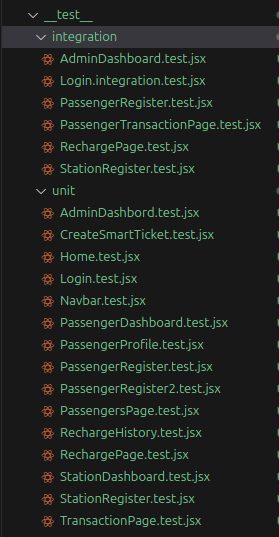 __test__
integration
AdminDashboard.test.jsx
Login.integration.test.jsx
PassengerRegister.test.jsx
PassengerTransactionPage.test.jsx
RechargePage.test.jsx
StationRegister.test.jsx
unit
AdminDashbord.test.jsx
CreateSmartTicket.test.jsx
Home.test.jsx
Login.test.jsx
Navbar.test.jsx
PassengerDashboard.test.jsx
PassengerProfile.test.jsx
PassengerRegister.test.jsx
PassengerRegister2.test.jsx
PassengersPage.test.jsx
RechargeHistory.test.jsx
RechargePage.test.jsx
StationDashboard.test.jsx
StationRegister.test.jsx
TransactionPage.test.jsx